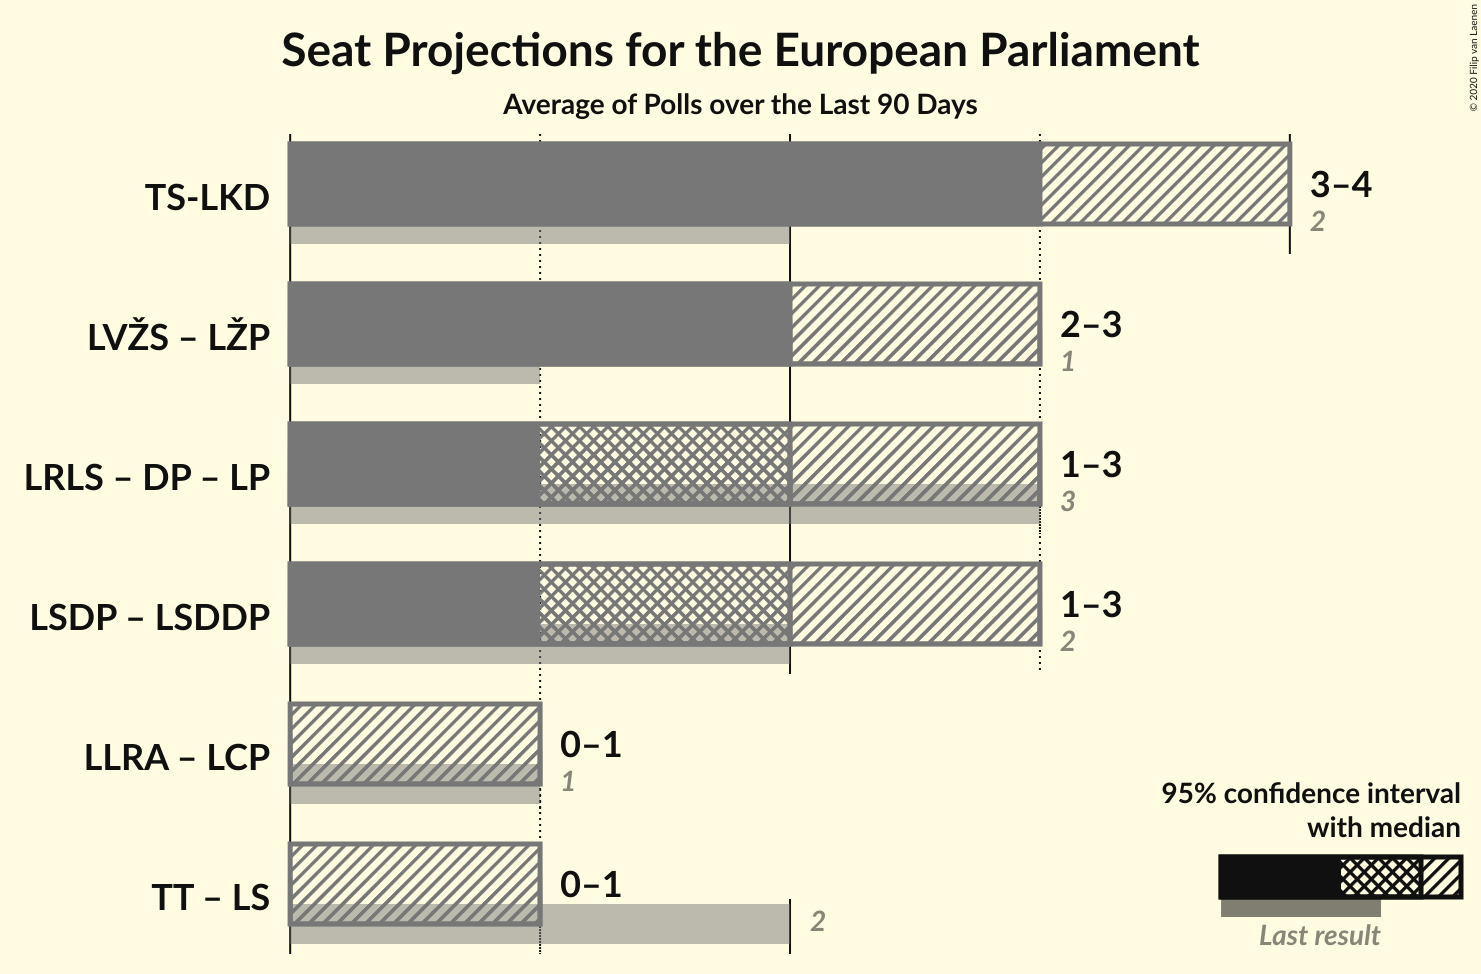 Seat Projections for the European Parliament
Average of Polls over the Last 90 Days
© 2020 Filip van Laenen
TS-LKD
3–4
2
LVŽS – LŽP
2–3
1
LRLS – DP – LP
1–3
3
LSDP – LSDDP
1–3
2
LLRA – LCP
0–1
1
TT – LS
0–1
2
95% confidence interval
with median
Last result